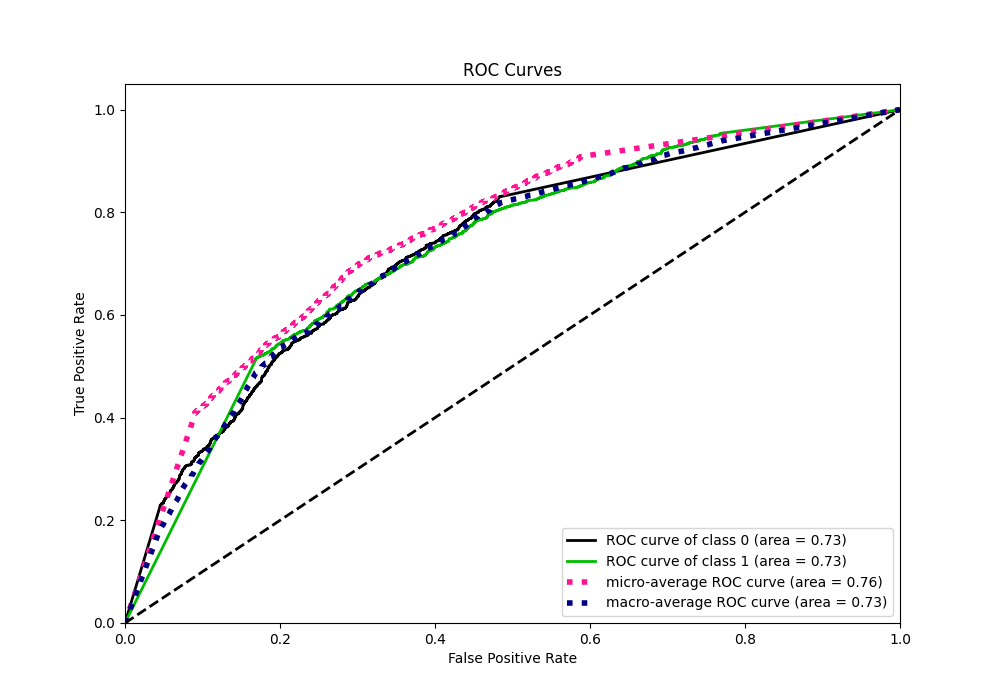 ROC Curves
1.0
0.8
0.6
0.4
0.2
0.0
True Positive Rate
0.0 0.2 0.4 0.6 0.8 1.0
False Positive Rate
ROC curve of class 0 (area = 0.73)
ROC curve of class 1 (area = 0.73)
micro-average ROC curve (area = 0.76)
macro-average ROC curve (area = 0.73)